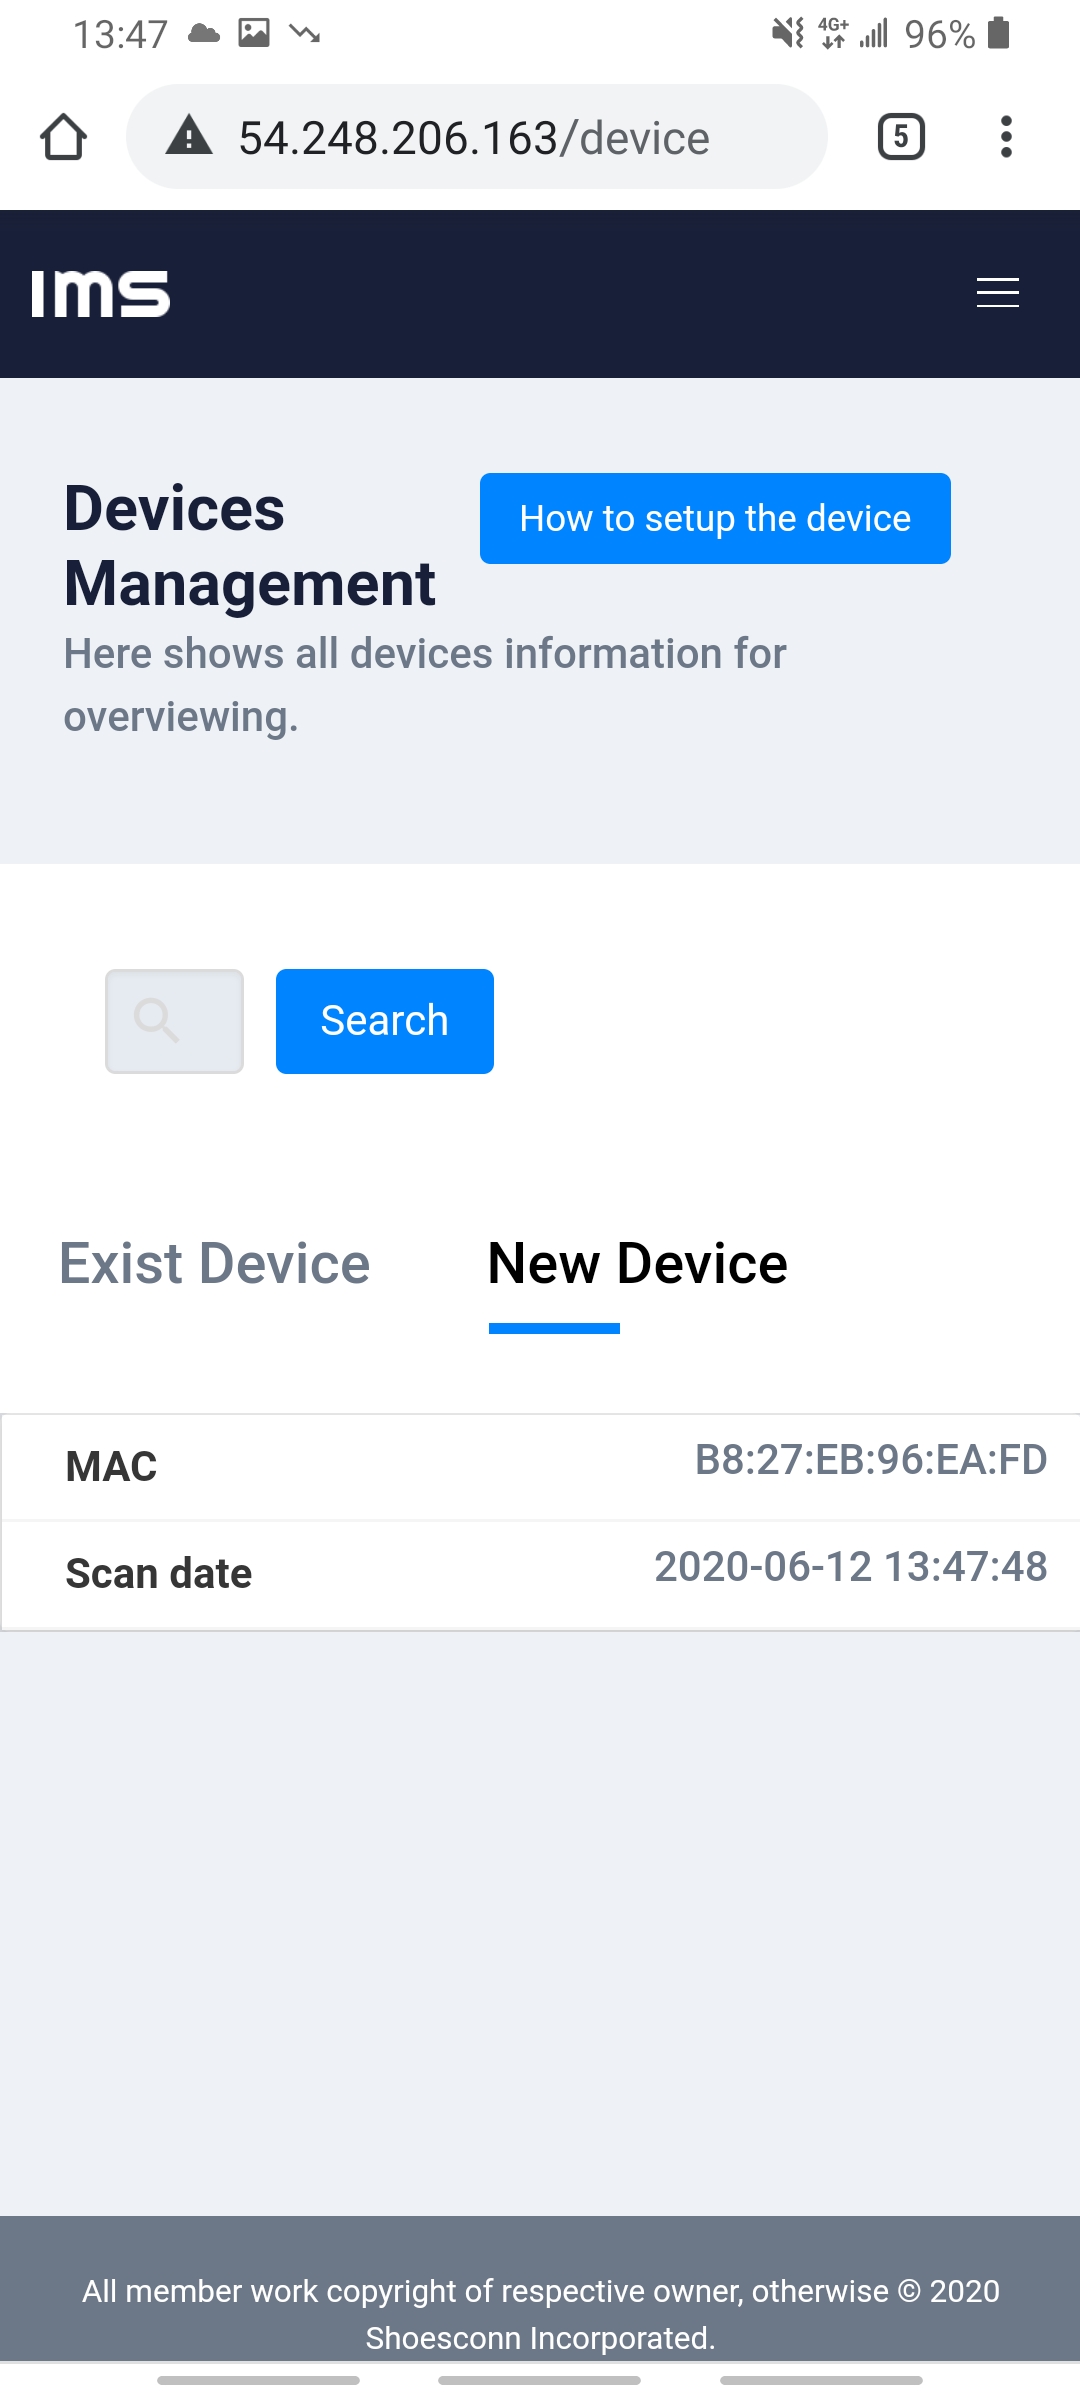 13:47
4G+
96%
54.248.206.163/device
5
ims
Devices
Management
How to setup the device
Here shows all devices information for
overviewing.
Search
Exist Device
New Device
MAC
B8:27:EB:96:EA:FD
Scan date
2020-06-12 13:47:48
All member work copyright of respective owner, otherwise © 2020
Shoesconn Incorporated.